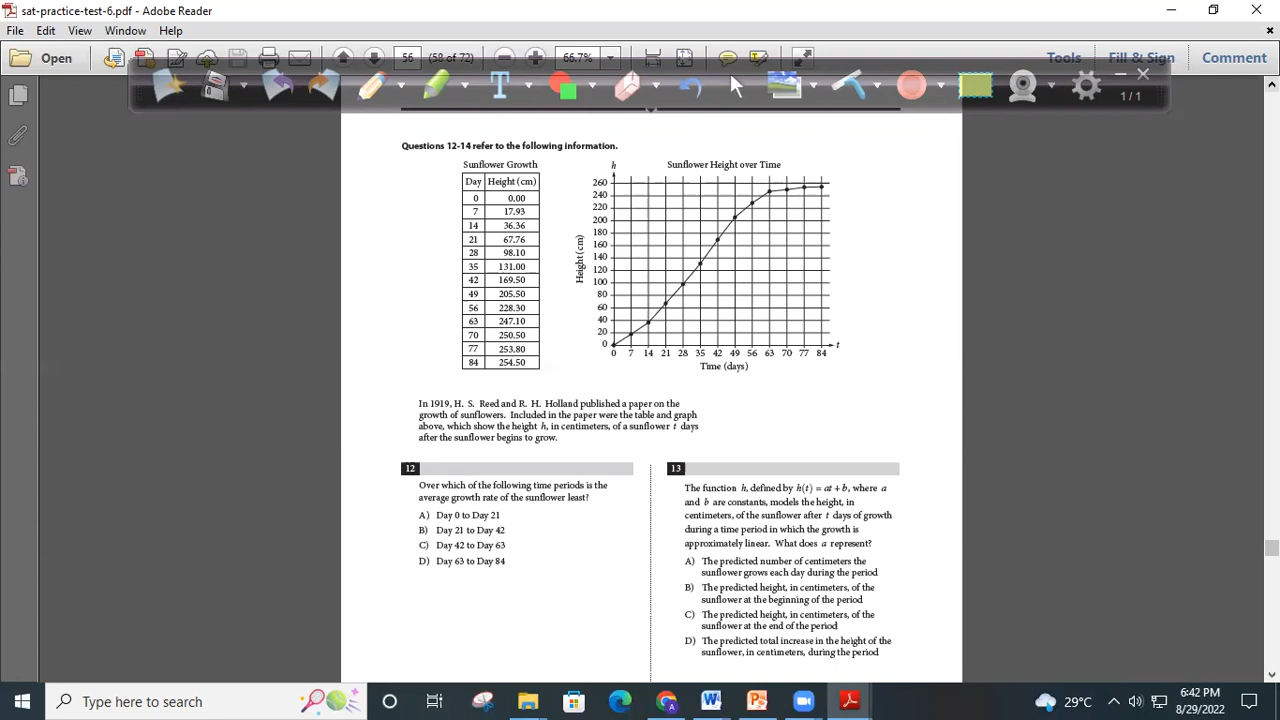 sat-practice-test-6.pdf - Adobe Reader
File Edit View Window Help
Open 56 (58 of 72) 66.7% Tools Fill & Sign Comment
T 1 / 1
Questions 12-14 refer to the following information.
Sunflower Growth
Day Height (cm)
0 0.00
7 17.93
14 36.36
21 67.76
28 98.10
35 131.00
42 169.50
49 205.50
56 228.30
63 247.10
70 250.50
77 253.80
84 254.50
Sunflower Height over Time
h
260
240
220
200
180
160
140
120
100
80
60
40
20
0
Height (cm)
0 7 14 21 28 35 42 49 56 63 70 77 84 t
Time (days)
In 1919, H. S. Reed and R. H. Holland published a paper on the
growth of sunflowers. Included in the paper were the table and graph
above, which show the height h, in centimeters, of a sunflower t days
after the sunflower begins to grow.
12
Over which of the following time periods is the
average growth rate of the sunflower least?
A) Day 0 to Day 21
B) Day 21 to Day 42
C) Day 42 to Day 63
D) Day 63 to Day 84
13
The function h, defined by h(t) = at + b, where a
and b are constants, models the height, in
centimeters, of the sunflower after t days of growth
during a time period in which the growth is
approximately linear. What does a represent?
A) The predicted number of centimeters the
sunflower grows each day during the period
B) The predicted height, in centimeters, of the
sunflower at the beginning of the period
C) The predicted height, in centimeters, of the
sunflower at the end of the period
D) The predicted total increase in the height of the
sunflower, in centimeters, during the period
Type here to search
29°C
6:42 PM
8/29/2022